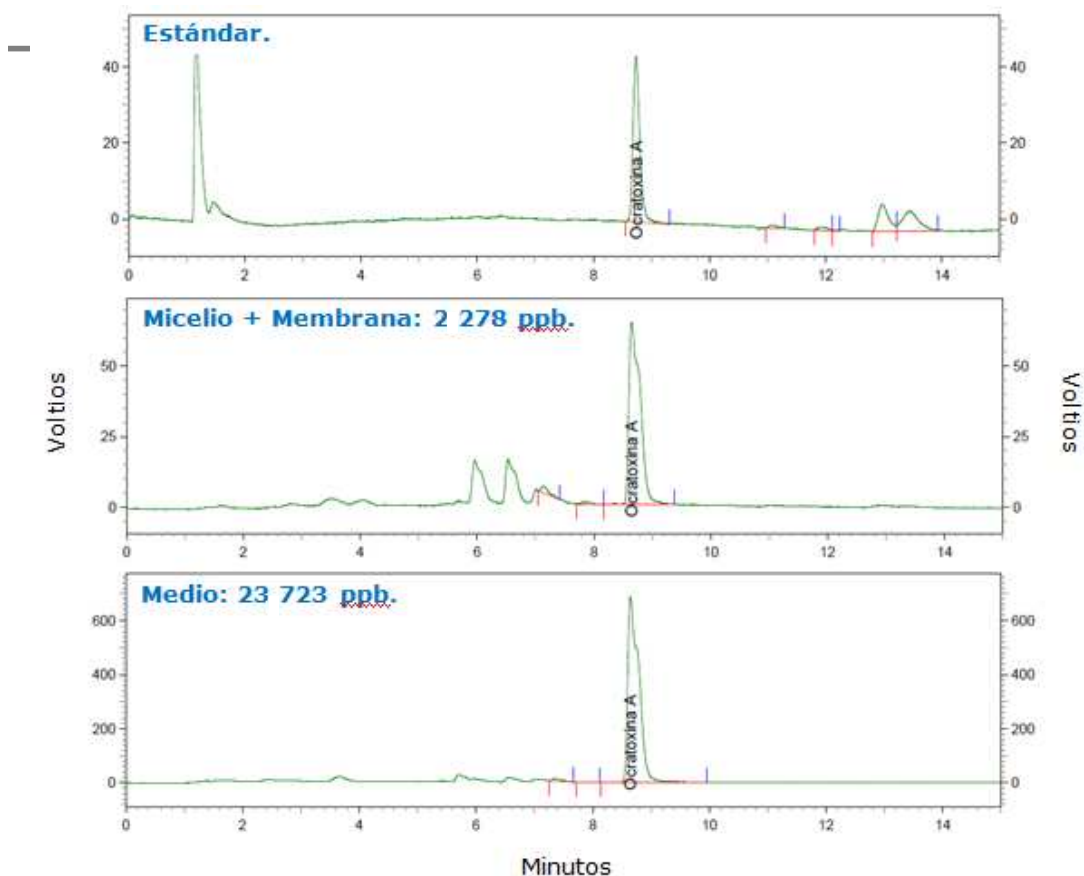 Estándar.
40
20
0
40
20
0
Ocratoxina A
0 2 4 6 8 10 12 14
Micelio + Membrana: 2 278 ppb.
Voltios
50
25
0
50
25
0
Voltios
Ocratoxina A
0 2 4 6 8 10 12 14
Medio: 23 723 ppb.
600
400
200
0
600
400
200
0
Ocratoxina A
0 2 4 6 8 10 12 14
Minutos